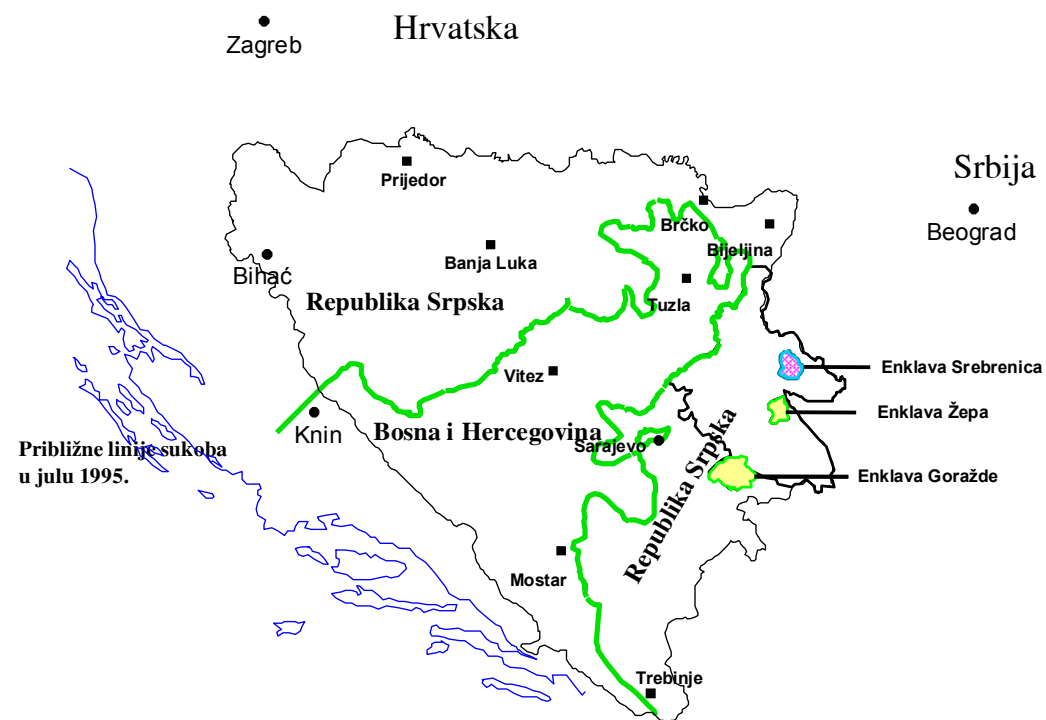 Hrvatska
Zagreb
Srbija
Beograd
Prijedor
Brčko
Bijeljina
Banja Luka
Bihać
Tuzla
Republika Srpska
Enklava Srebrenica
Vitez
Enklava Žepa
Knin
Bosna i Hercegovina
Sarajevo
Približne linije sukoba
u julu 1995.
Republika Srpska
Enklava Goražde
Mostar
Trebinje